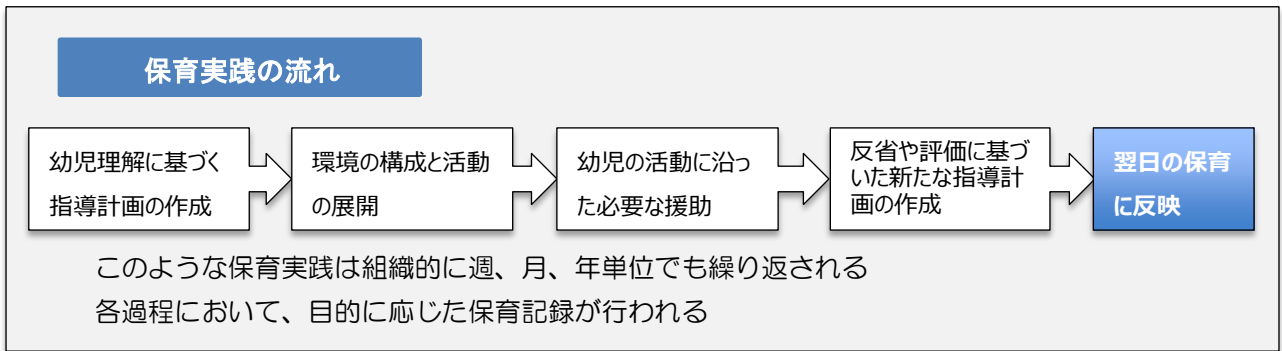 保育実践の流れ
幼児理解に基づく
指導計画の作成
環境の構成と活動
の展開
幼児の活動に沿っ
た必要な援助
反省や評価に基づ
いた新たな指導計
画の作成
翌日の保育
に反映
このような保育実践は組織的に週、月、年単位でも繰り返される
各過程において、目的に応じた保育記録が行われる